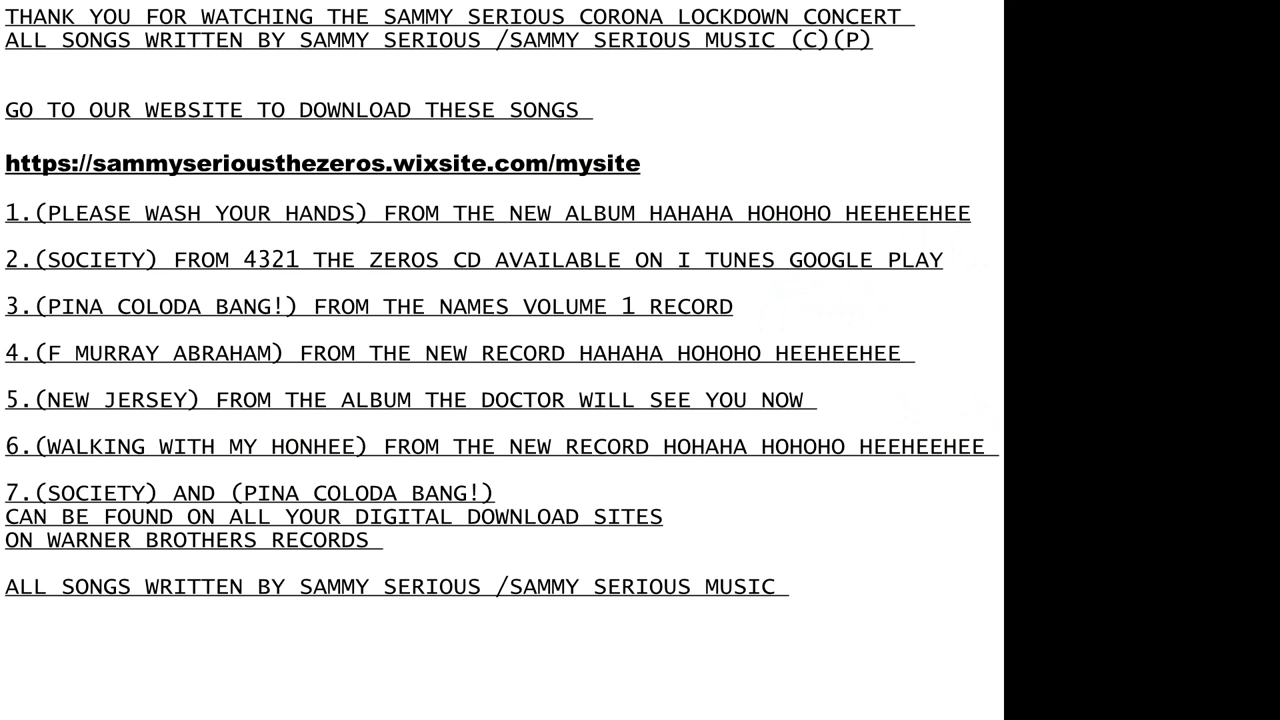 THANK YOU FOR WATCHING THE SAMMY SERIOUS CORONA LOCKDOWN CONCERT
ALL SONGS WRITTEN BY SAMMY SERIOUS /SAMMY SERIOUS MUSIC (C)(P)
GO TO OUR WEBSITE TO DOWNLOAD THESE SONGS
https://sammyseriousthezeros.wixsite.com/mysite
1.(PLEASE WASH YOUR HANDS) FROM THE NEW ALBUM HAHAHA HOHOHO HEEHEEHEE
2.(SOCIETY) FROM 4321 THE ZEROS CD AVAILABLE ON I TUNES GOOGLE PLAY
3.(PINA COLODA BANG!) FROM THE NAMES VOLUME 1 RECORD
4.(F MURRAY ABRAHAM) FROM THE NEW RECORD HAHAHA HOHOHO HEEHEEHEE
5.(NEW JERSEY) FROM THE ALBUM THE DOCTOR WILL SEE YOU NOW
6.(WALKING WITH MY HONHEE) FROM THE NEW RECORD HOHAHA HOHOHO HEEHEEHEE
7.(SOCIETY) AND (PINA COLODA BANG!)
CAN BE FOUND ON ALL YOUR DIGITAL DOWNLOAD SITES
ON WARNER BROTHERS RECORDS
ALL SONGS WRITTEN BY SAMMY SERIOUS /SAMMY SERIOUS MUSIC